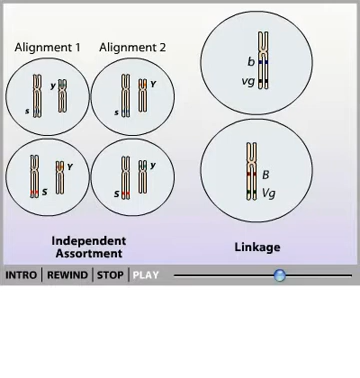 Alignment 1 Alignment 2
s y s Y
S Y S y
b
vg
B
Vg
Independent
Assortment
Linkage
INTRO REWIND STOP PLAY